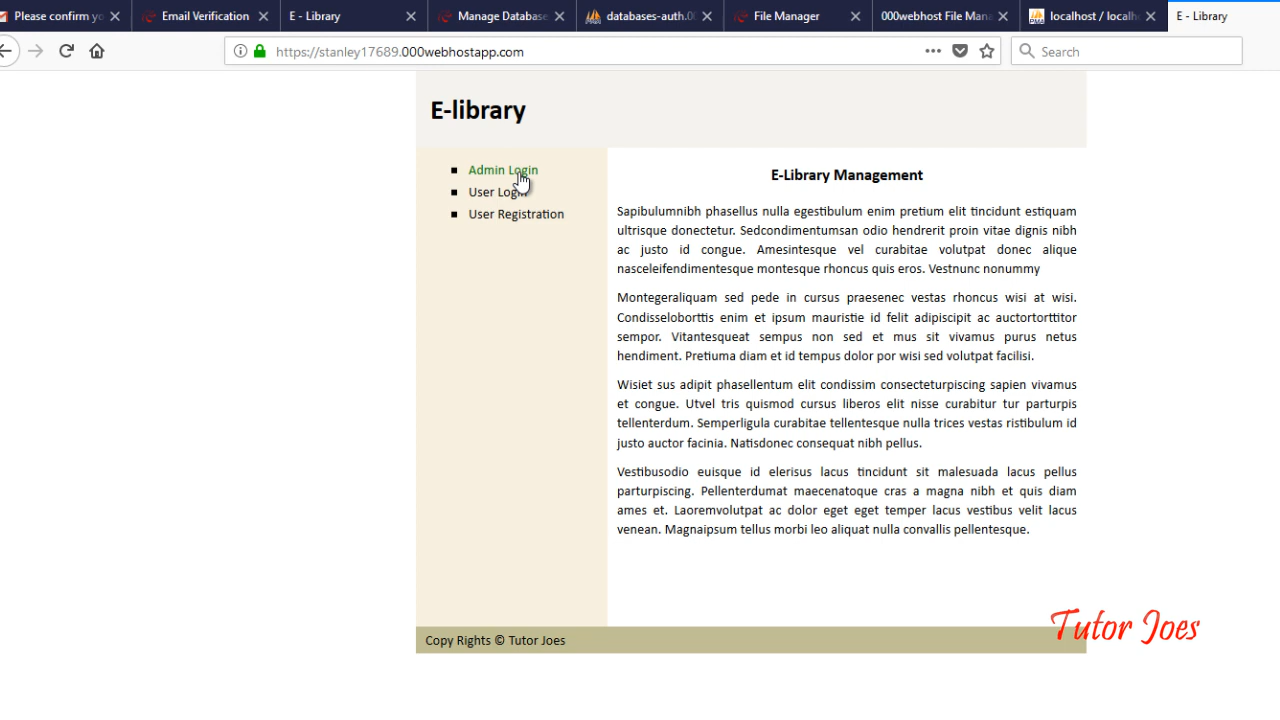 Please confirm yo
Email Verification
E - Library
Manage Database
databases-auth.00
File Manager
000webhost File Mana
localhost / localh
E - Library
https://stanley17689.000webhostapp.com
Search
E-library
Admin Login
User Login
User Registration
E-Library Management
Sapibulumnibh phasellus nulla egestibulum enim pretium elit tincidunt estiquam
ultrisque donectetur. Sedcondimentumsan odio hendrerit proin vitae dignis nibh
ac justo id congue. Amesintesque vel curabitae volutpat donec alique
nasceleifendimentesque montesque rhoncus quis eros. Vestnunc nonummy
Montegeraliquam sed pede in cursus praesenec vestas rhoncus wisi at wisi.
Condisseloborttis enim et ipsum mauristie id felit adipiscipit ac auctortorttitor
sempor. Vitantesqueat sempus non sed et mus sit vivamus purus netus
hendiment. Pretiuma diam et id tempus dolor por wisi sed volutpat facilisi.
Wisiet sus adipit phasellentum elit condissim consecteturpiscing sapien vivamus
et congue. Utvel tris quismod cursus liberos elit nisse curabitur tur parturpis
tellenterdum. Semperligula curabitae tellentesque nulla trices vestas ristibulum id
justo auctor facinia. Natisdonec consequat nibh pellus.
Vestibusodio euisque id elerisus lacus tincidunt sit malesuada lacus pellus
parturpiscing. Pellenterdumat maecenatoque cras a magna nibh et quis diam
ames et. Laoremvolutpat ac dolor eget eget temper lacus vestibus velit lacus
venean. Magnaipsum tellus morbi leo aliquat nulla convallis pellentesque.
Copy Rights © Tutor Joes
Tutor Joes